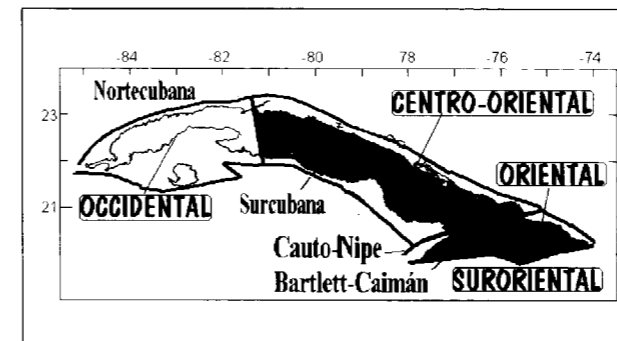 -84 -82 -80 78 -76 -74
Nortecubana
23
CENTRO-ORIENTAL
ORIENTAL
OCCIDENTAL
Surcubana
21
Cauto-Nipe
Bartlett-Caimán
SURORIENTAL